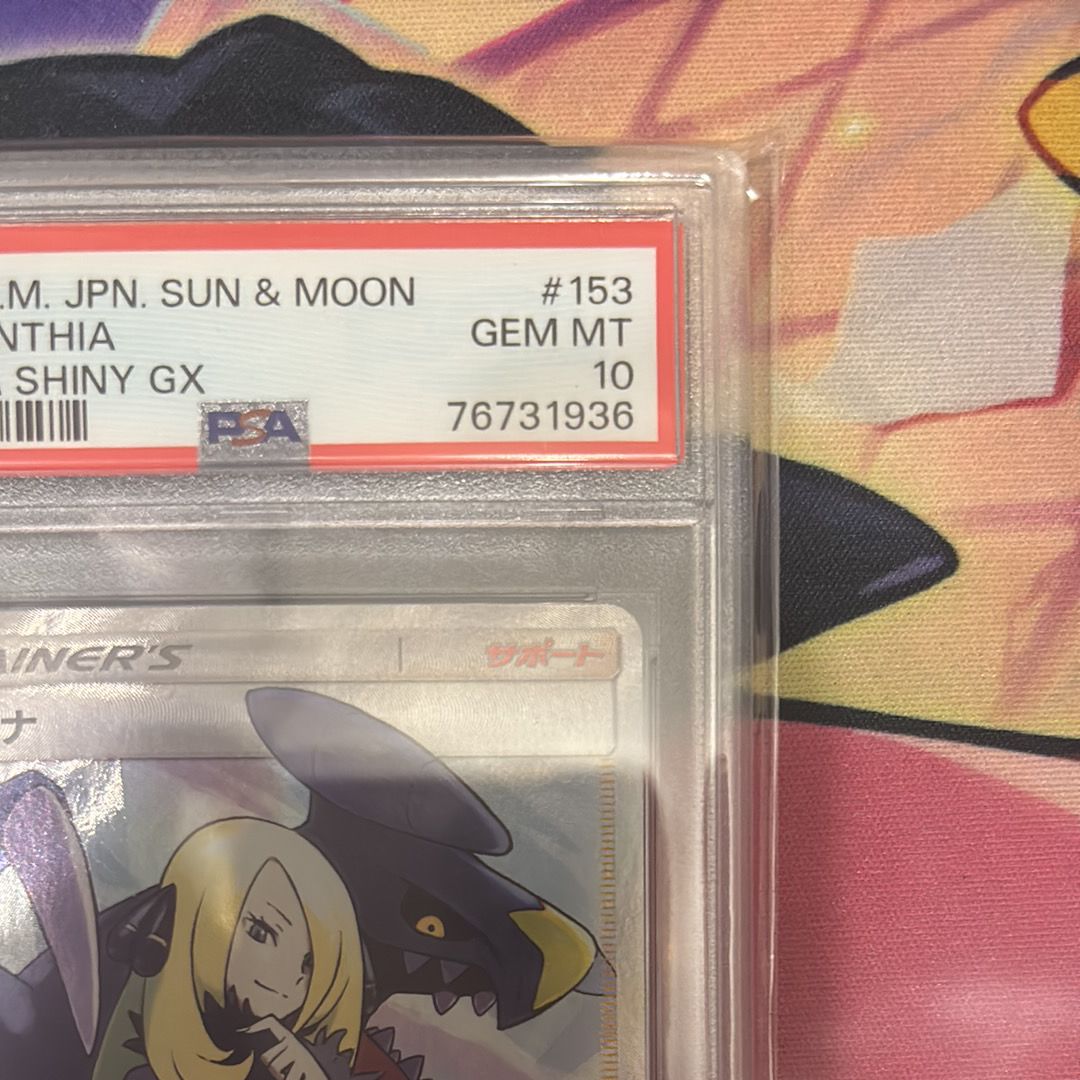 .M. JPN. SUN & MOON #153
NTHIA GEM MT
SHINY GX 10
PSA 76731936
AINER'S サポート
ナ